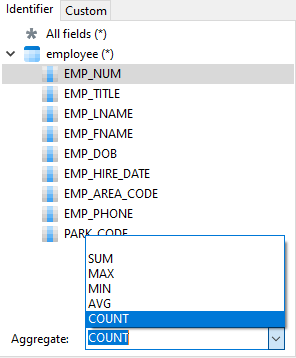 Identifier Custom
All fields (*)
employee (*)
EMP_NUM
EMP_TITLE
EMP_LNAME
EMP_FNAME
EMP_DOB
EMP_HIRE_DATE
EMP_AREA_CODE
EMP_PHONE
PARK_CODE
SUM
MAX
MIN
AVG
COUNT
Aggregate: COUNT